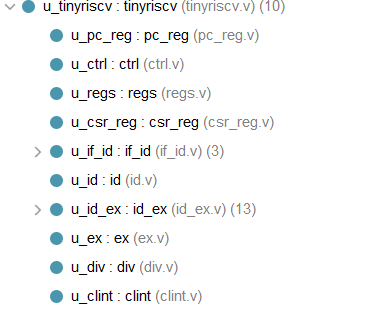 u_tinyriscv : tinyriscv (tinyriscv.v) (10)
u_pc_reg : pc_reg (pc_reg.v)
u_ctrl : ctrl (ctrl.v)
u_regs : regs (regs.v)
u_csr_reg : csr_reg (csr_reg.v)
u_if_id : if_id (if_id.v) (3)
u_id : id (id.v)
u_id_ex : id_ex (id_ex.v) (13)
u_ex : ex (ex.v)
u_div : div (div.v)
u_clint : clint (clint.v)